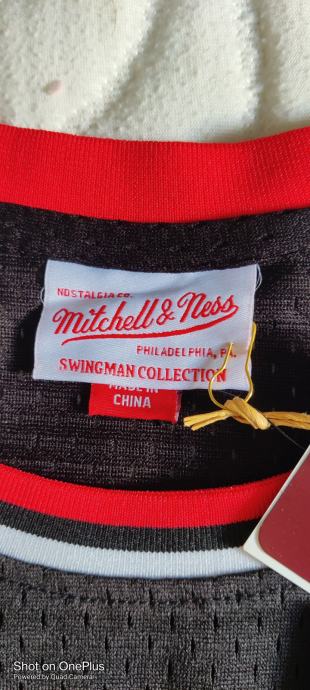 NOSTALGIA CO.
Mitchell & Ness
PHILADELPHIA, PA.
SWINGMAN COLLECTION
MADE IN
CHINA
Shot on OnePlus
Powered by Quad Camera